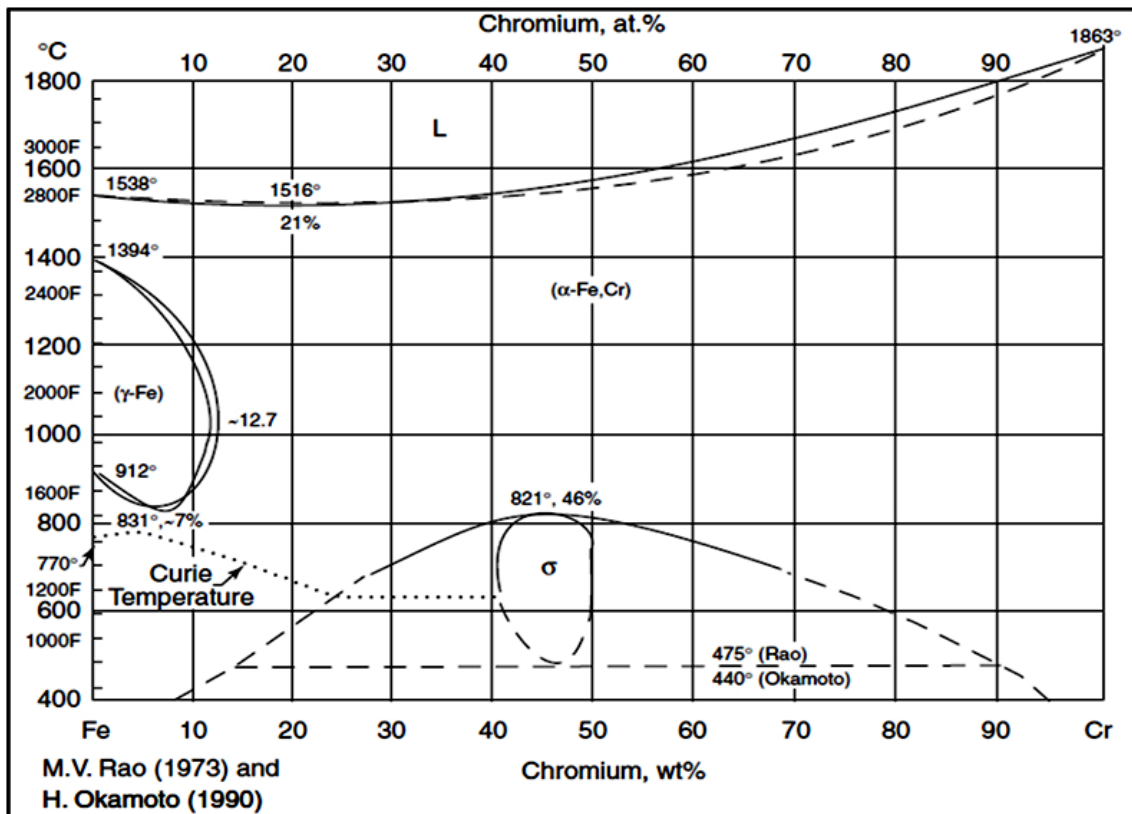 Chromium, at.%
°C
10 20 30 40 50 60 70 80 90
1863°
1800
L
3000F
1600
1538°
1516°
2800F
21%
1394°
1400
2400F
(α-Fe,Cr)
1200
2000F
(γ-Fe)
~12.7
1000
912°
1600F
821°, 46%
800
831°, ~7%
770°
Curie
Temperature
σ
1200F
600
1000F
475° (Rao)
440° (Okamoto)
400
Fe 10 20 30 40 50 60 70 80 90 Cr
Chromium, wt%
M.V. Rao (1973) and
H. Okamoto (1990)